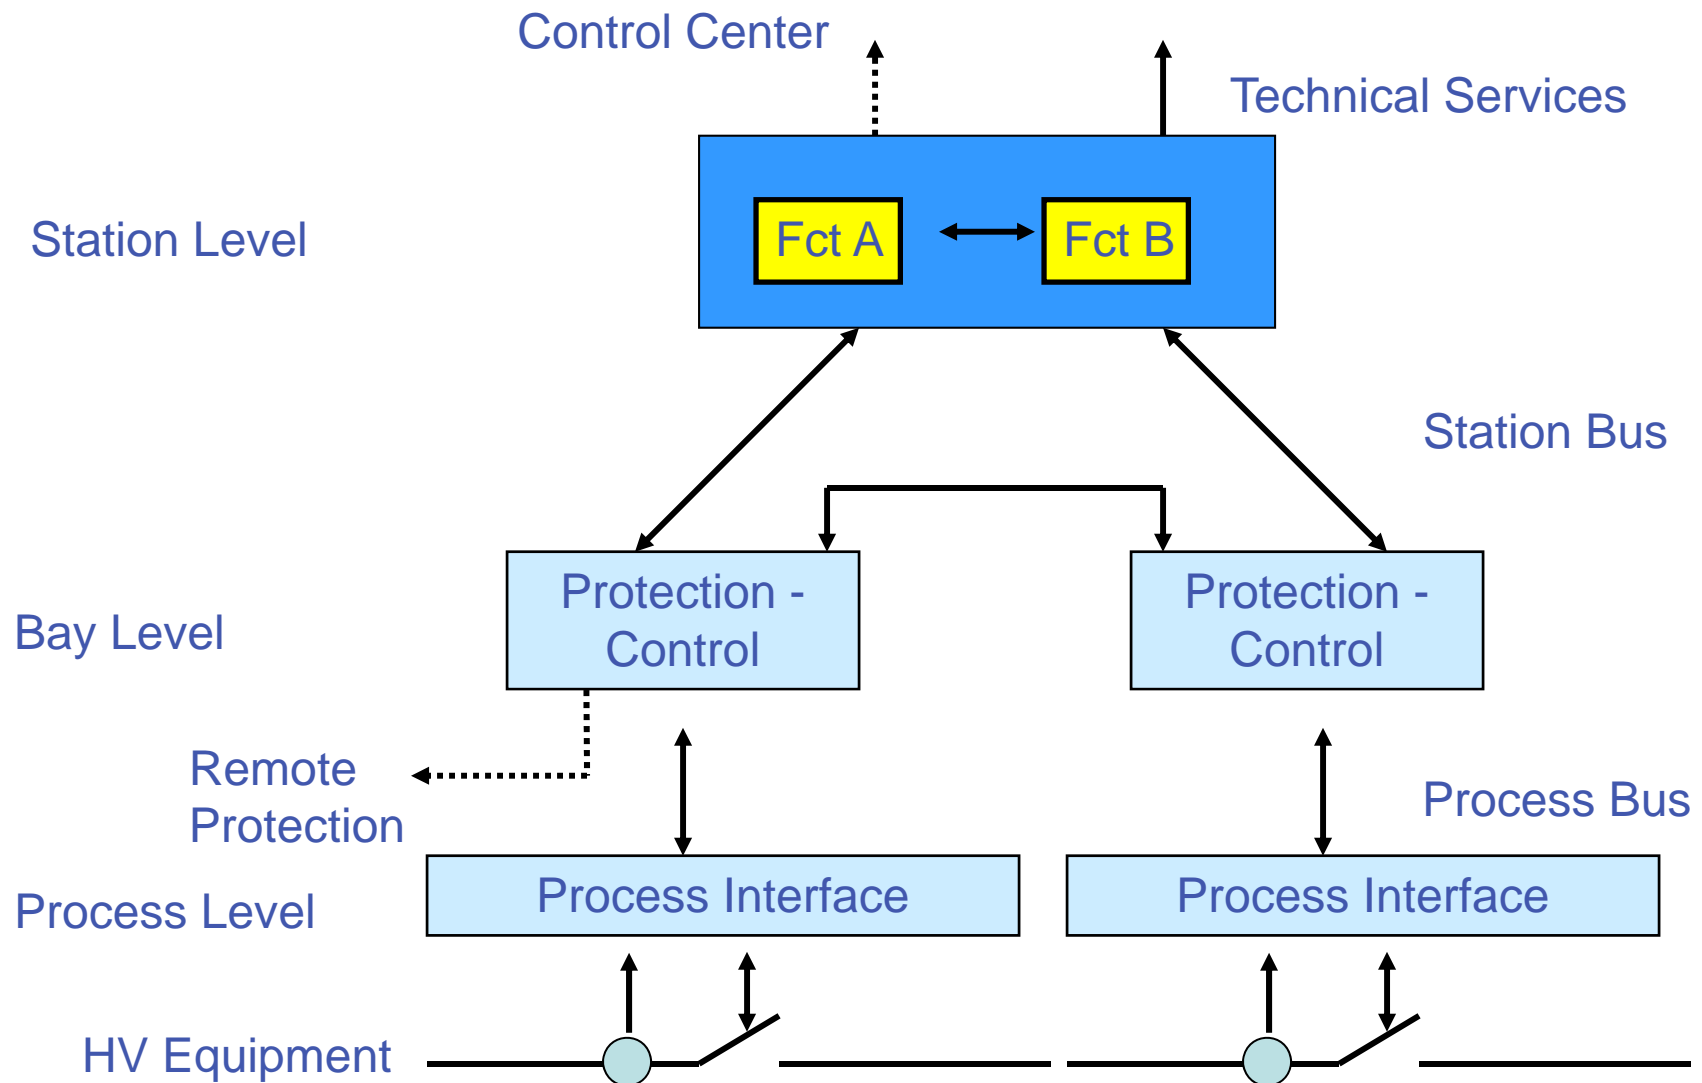 Control Center
Technical Services
Station Level
Fct A
Fct B
Station Bus
Protection -
Control
Protection -
Control
Bay Level
Remote
Protection
Process Bus
Process Interface
Process Interface
Process Level
HV Equipment